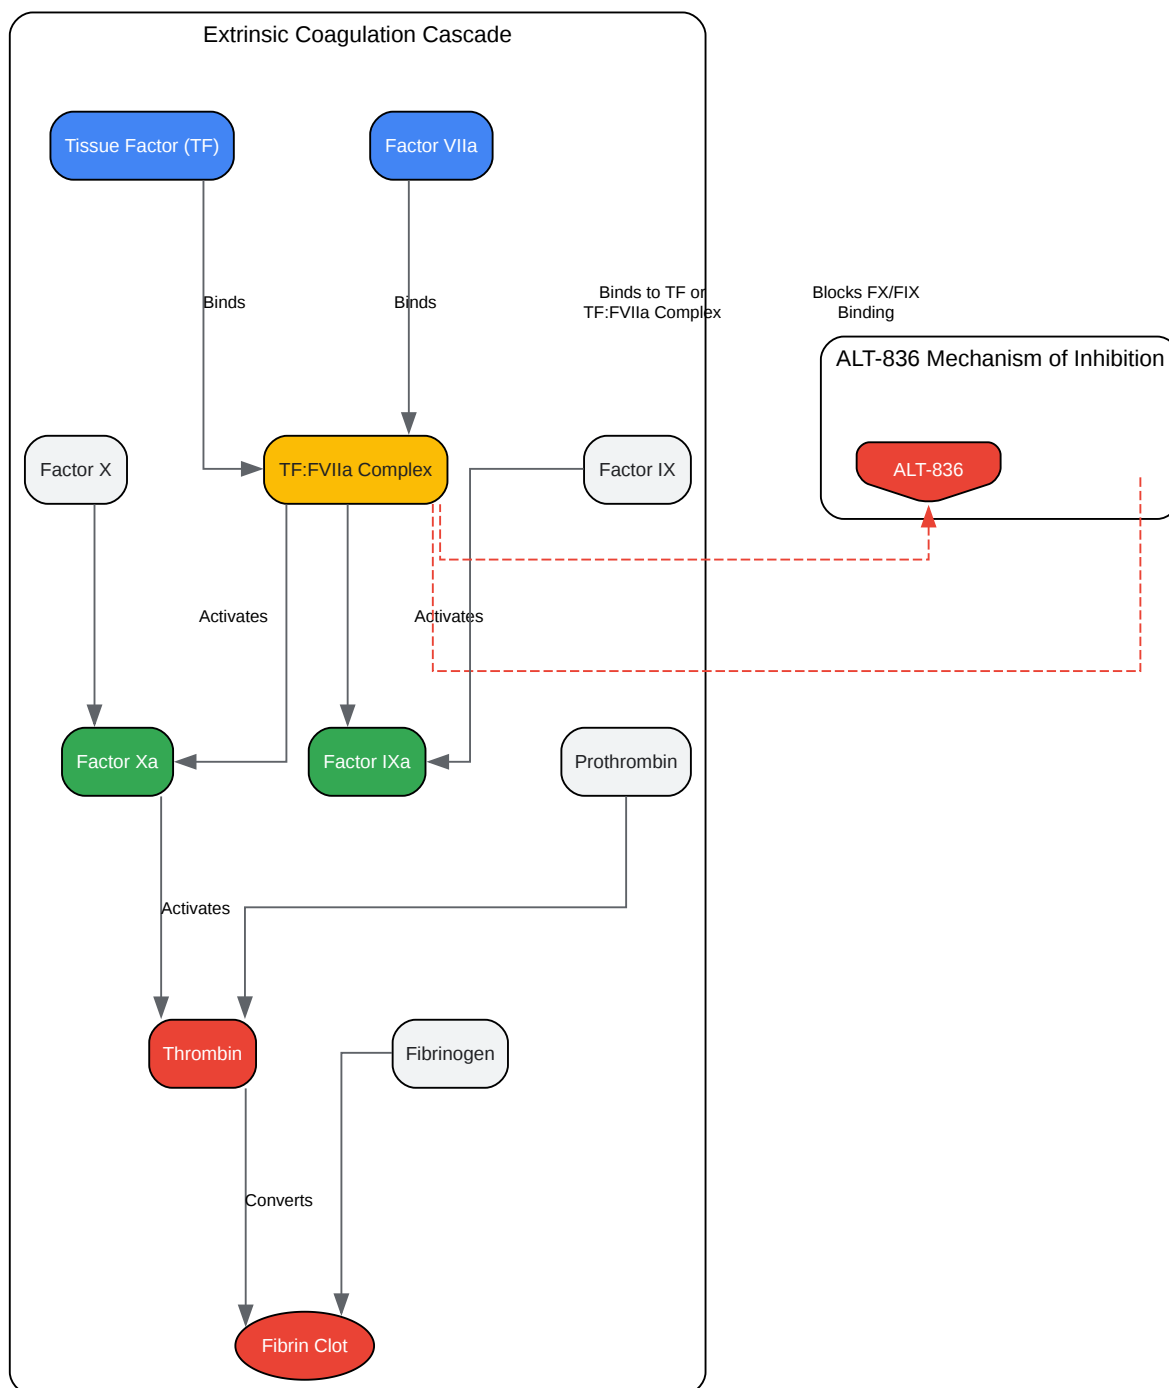 Extrinsic Coagulation Cascade
Tissue Factor (TF)
Factor VIIa
Binds
Binds
Binds to TF or
TF:FVIIa Complex
Blocks FX/FIX
Binding
ALT-836 Mechanism of Inhibition
Factor X
TF:FVIIa Complex
Factor IX
ALT-836
Activates
Activates
Factor Xa
Factor IXa
Prothrombin
Activates
Thrombin
Fibrinogen
Converts
Fibrin Clot